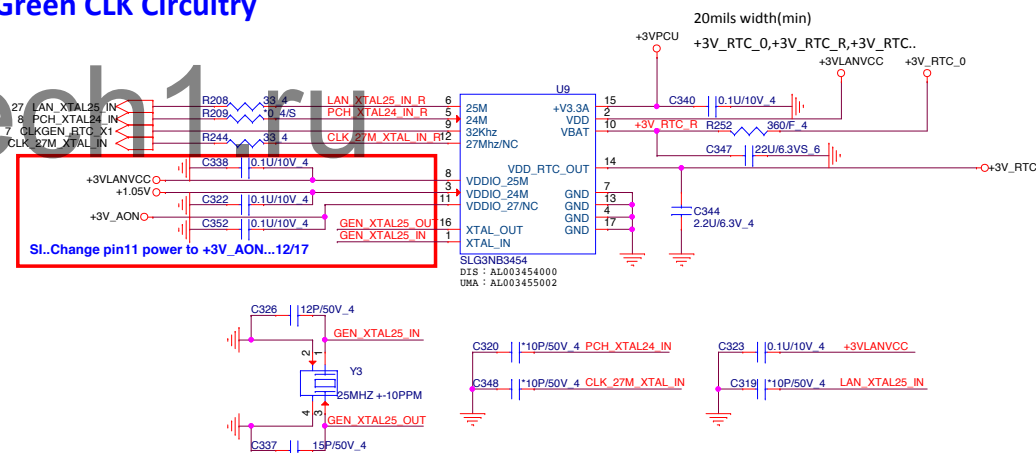 Green CLK Circuitry
20mils width(min)
+3V_RTC_0,+3V_RTC_R,+3V_RTC..
+3VPCU
+3VLANVCC
+3V_RTC_0
ech1.ru
27 LAN_XTAL25_IN
8 PCH_XTAL24_IN
7 CLKGEN_RTC_X1
CLK_27M_XTAL_IN
R208 33_4 LAN_XTAL25_IN_R 6
R209 *0_4/S PCH_XTAL24_IN_R 5
9
R244 33_4 CLK_27M_XTAL_IN_R 12
U9
25M
24M
32Khz
27Mhz/NC
+V3.3A 15
VDD 2
VBAT 10
C340 0.1U/10V_4
+3V_RTC_R R252 360/F_4
C347 22U/6.3VS_6
VDD_RTC_OUT 14
+3V_RTC
C338 0.1U/10V_4
+3VLANVCC
+1.05V
C322 0.1U/10V_4
+3V_AON
C352 0.1U/10V_4
8 VDDIO_25M
3 VDDIO_24M
11 VDDIO_27/NC
GND 7
GND 13
GND 4
GND 17
GEN_XTAL25_OUT 16 XTAL_OUT
GEN_XTAL25_IN 1 XTAL_IN
C344
2.2U/6.3V_4
SI..Change pin11 power to +3V_AON...12/17
SLG3NB3454
DIS : AL003454000
UMA : AL003455002
C326 12P/50V_4
GEN_XTAL25_IN
2 1
Y3
25MHZ +-10PPM
4 3
GEN_XTAL25_OUT
C337 15P/50V_4
C320 *10P/50V_4 PCH_XTAL24_IN
C348 *10P/50V_4 CLK_27M_XTAL_IN
C323 0.1U/10V_4 +3VLANVCC
C319 *10P/50V_4 LAN_XTAL25_IN